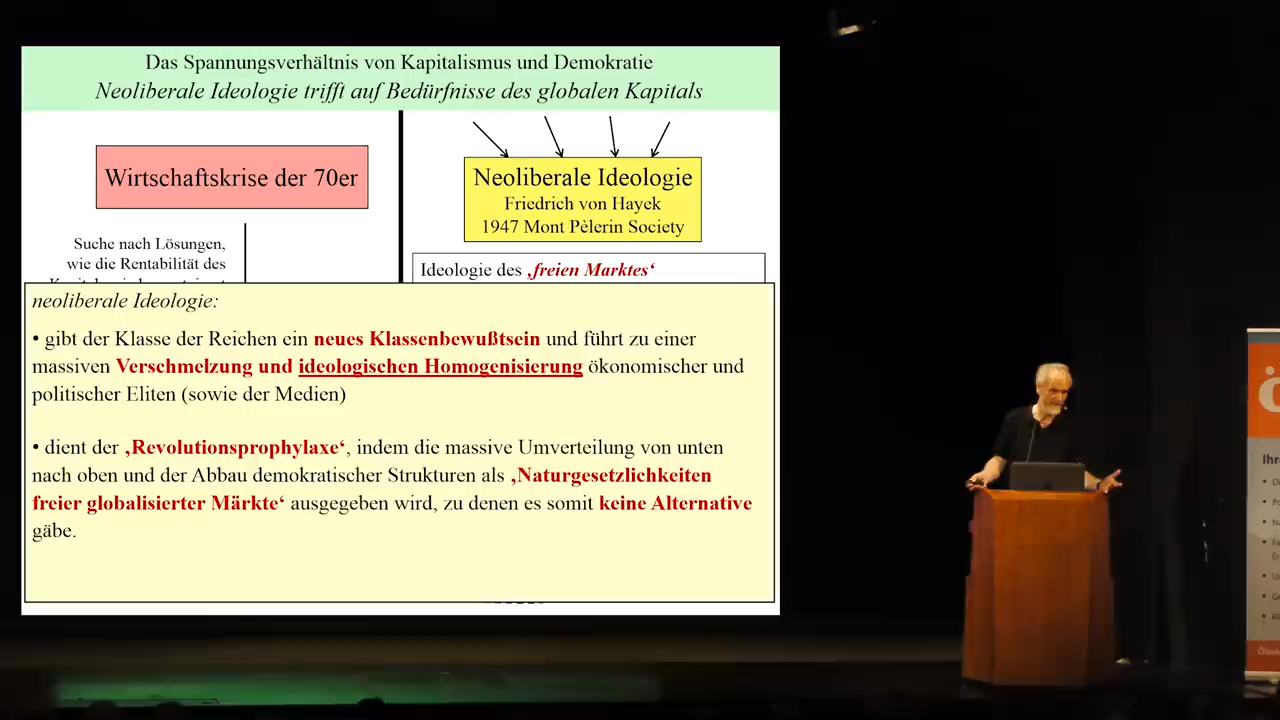 Das Spannungsverhältnis von Kapitalismus und Demokratie
Neoliberale Ideologie trifft auf Bedürfnisse des globalen Kapitals
Wirtschaftskrise der 70er
Suche nach Lösungen,
wie die Rentabilität des
Neoliberale Ideologie
Friedrich von Hayek
1947 Mont Pèlerin Society
Ideologie des ‚freien Marktes‘
neoliberale Ideologie:
• gibt der Klasse der Reichen ein neues Klassenbewußtsein und führt zu einer
massiven Verschmelzung und ideologischen Homogenisierung ökonomischer und
politischer Eliten (sowie der Medien)
• dient der ‚Revolutionsprophylaxe‘, indem die massive Umverteilung von unten
nach oben und der Abbau demokratischer Strukturen als ‚Naturgesetzlichkeiten
freier globalisierter Märkte‘ ausgegeben wird, zu denen es somit keine Alternative
gäbe.
ö
Ihre